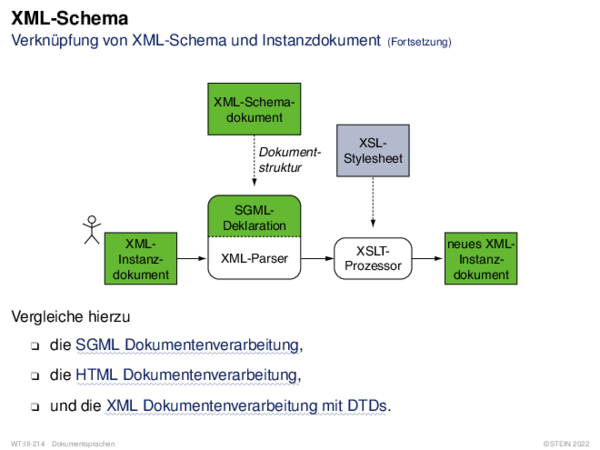 XML-Schema
Verknüpfung von XML-Schema und Instanzdokument (Fortsetzung)
XML-Schema-
dokument
Dokument-
struktur
XSL-
Stylesheet
SGML-
Deklaration
XML-Parser
XML-
Instanz-
dokument
XSLT-
Prozessor
neues XML-
Instanz-
dokument
Vergleiche hierzu
❑ die SGML Dokumentenverarbeitung,
❑ die HTML Dokumentenverarbeitung,
❑ und die XML Dokumentenverarbeitung mit DTDs.
WT:III-214 Dokumentsprachen
©STEIN 2022